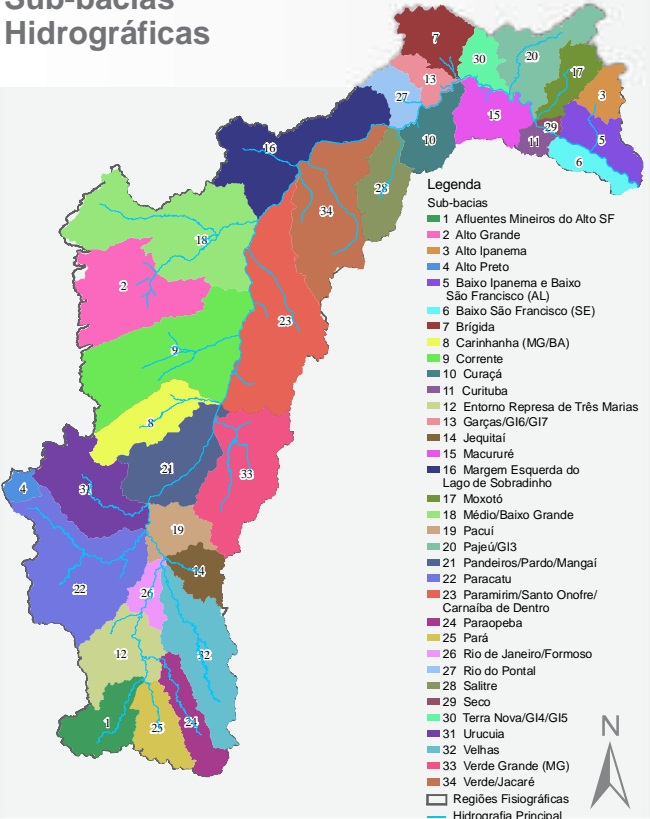 Sub-bacias
Hidrográficas
7
30
20
17
13
3
27
15
29
5
10
11
6
16
28
34
18
2
23
9
8
21
33
4
31
19
14
22
26
12
32
1
25
24
Legenda
Sub-bacias
1 Afluentes Mineiros do Alto SF
2 Alto Grande
3 Alto Ipanema
4 Alto Preto
5 Baixo Ipanema e Baixo
São Francisco (AL)
6 Baixo São Francisco (SE)
7 Brígida
8 Carinhanha (MG/BA)
9 Corrente
10 Curaçá
11 Curituba
12 Entorno Represa de Três Marias
13 Garças/GI6/GI7
14 Jequitaí
15 Macururé
16 Margem Esquerda do
Lago de Sobradinho
17 Moxotó
18 Médio/Baixo Grande
19 Pacuí
20 Pajeú/GI3
21 Pandeiros/Pardo/Mangaí
22 Paracatu
23 Paramirim/Santo Onofre/
Carnaíba de Dentro
24 Paraopeba
25 Pará
26 Rio de Janeiro/Formoso
27 Rio do Pontal
28 Salitre
29 Seco
30 Terra Nova/GI4/GI5
31 Urucuia
32 Velhas
33 Verde Grande (MG)
34 Verde/Jacaré
Regiões Fisiográficas
Hidrografia Principal
N